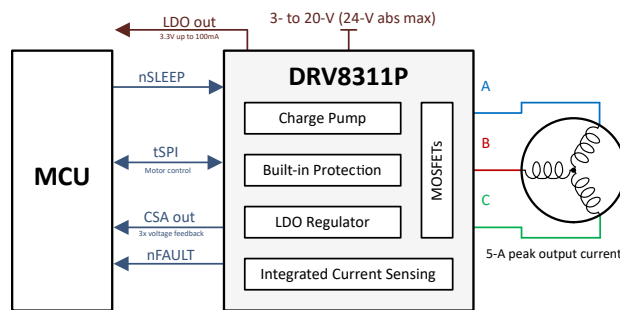 LDO out
3.3V up to 100mA
3- to 20-V (24-V abs max)
MCU
nSLEEP
tSPI
Motor control
CSA out
3x voltage feedback
nFAULT
DRV8311P
Charge Pump
Built-in Protection
LDO Regulator
Integrated Current Sensing
MOSFETs
A
B
C
5-A peak output current